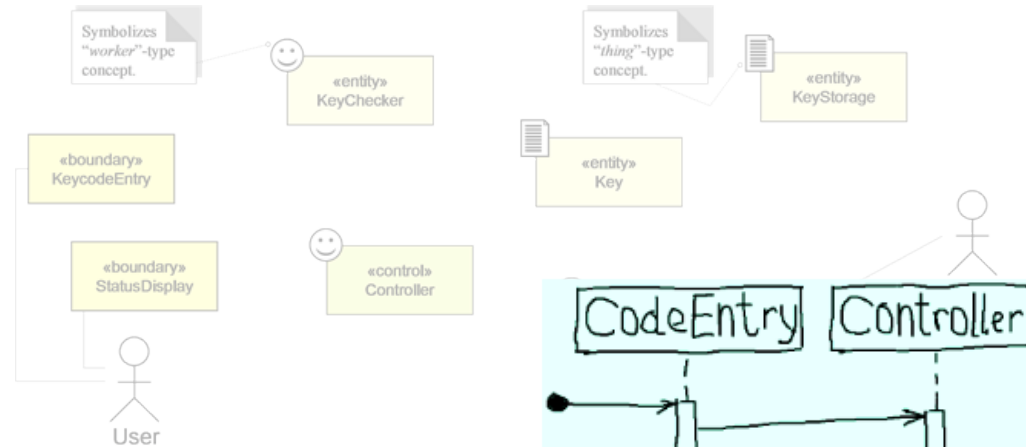 Symbolizes
“worker”-type
concept.
«entity»
KeyChecker
Symbolizes
“thing”-type
concept.
«entity»
KeyStorage
«boundary»
KeycodeEntry
«entity»
Key
«boundary»
StatusDisplay
«control»
Controller
User
CodeEntry
Controller